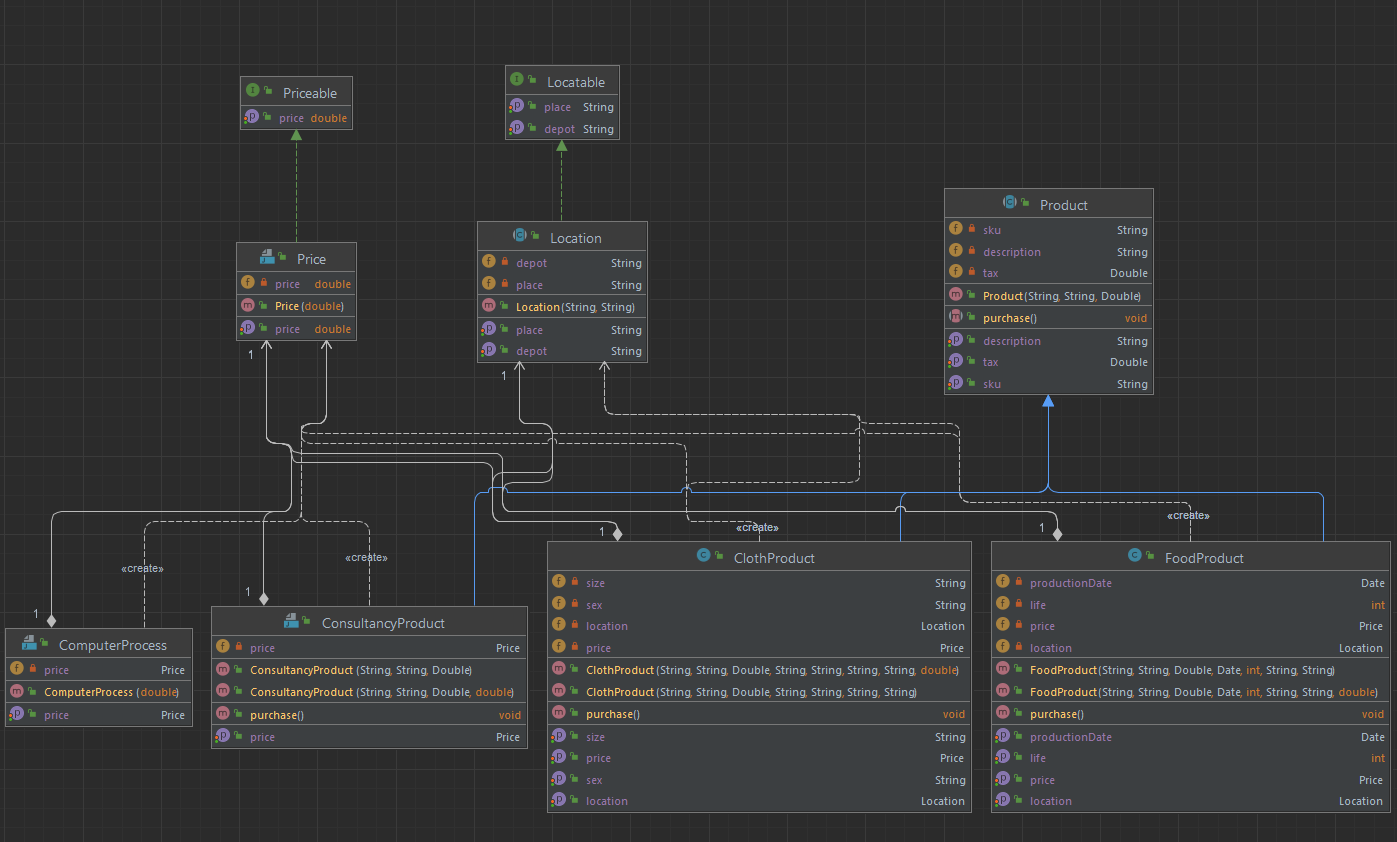 Priceable
price double
Locatable
place String
depot String
Product
sku String
description String
tax Double
Product(String, String, Double)
purchase() void
description String
tax Double
sku String
Location
depot String
place String
Location(String, String)
place String
depot String
Price
price double
Price(double)
price double
1
1
«create»
«create»
«create»
«create»
1
1
1
1
ComputerProcess
price Price
ComputerProcess(double)
price Price
ConsultancyProduct
price Price
ConsultancyProduct(String, String, Double)
ConsultancyProduct(String, String, Double, double)
purchase() void
price Price
ClothProduct
size String
sex String
location Location
price Price
ClothProduct(String, String, Double, String, String, String, String, double)
ClothProduct(String, String, Double, String, String, String, String)
purchase() void
size String
price Price
sex String
location Location
FoodProduct
productionDate Date
life int
price Price
location Location
FoodProduct(String, String, Double, Date, int, String, String)
FoodProduct(String, String, Double, Date, int, String, String, double)
purchase() void
productionDate Date
life int
price Price
location Location